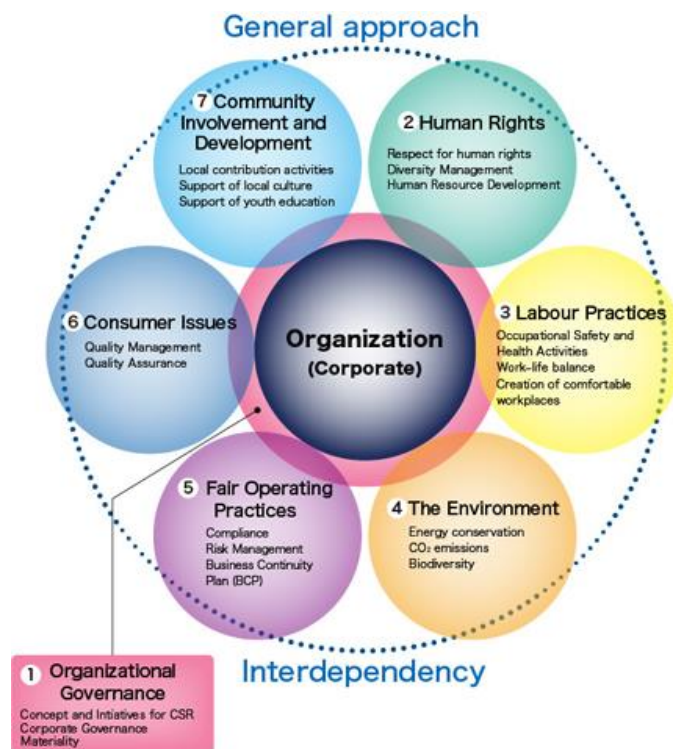 General approach
7 Community
Involvement and
Development
Local contribution activities
Support of local culture
Support of youth education
2 Human Rights
Respect for human rights
Diversity Management
Human Resource Development
3 Labour Practices
Occupational Safety and
Health Activities
Work-life balance
Creation of comfortable
workplaces
6 Consumer Issues
Quality Management
Quality Assurance
Organization
(Corporate)
5 Fair Operating
Practices
Compliance
Risk Management
Business Continuity
Plan (BCP)
4 The Environment
Energy conservation
CO₂ emissions
Biodiversity
Interdependency
1 Organizational
Governance
Concept and Intiatives for CSR
Corporate Governance
Materiality